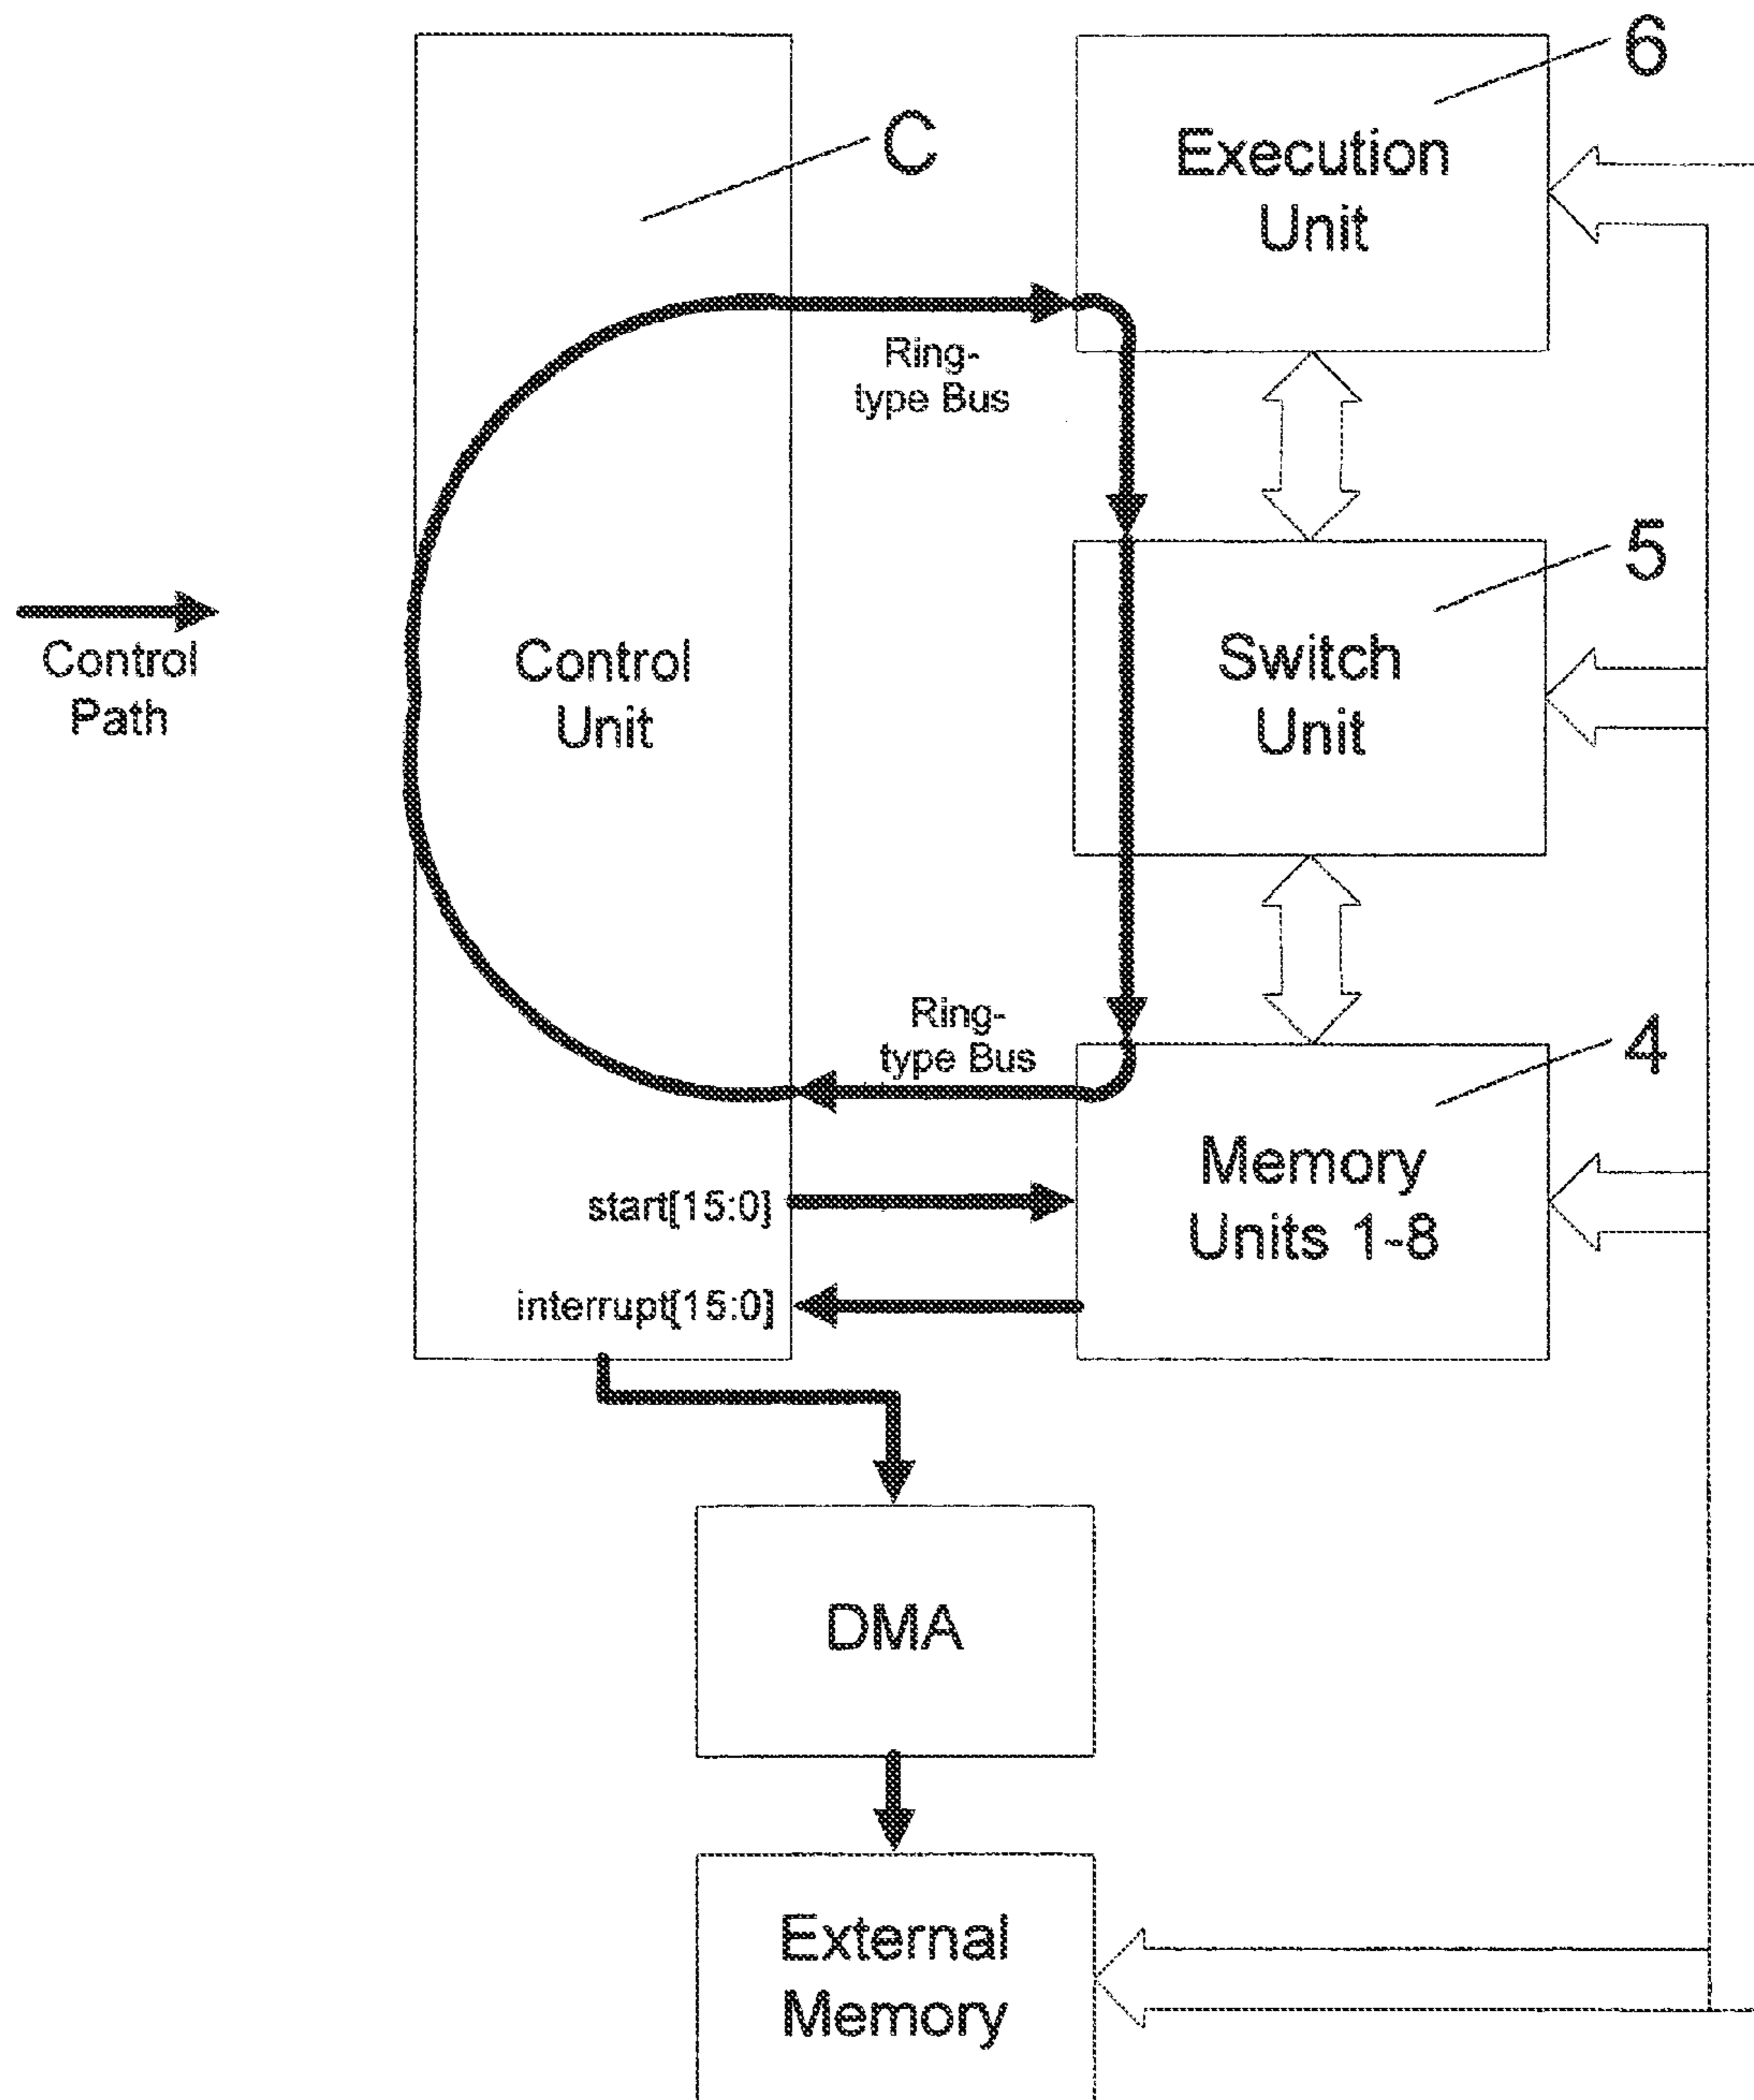 6
C
Execution
Unit
Ring-
type Bus
5
Control
Path
Control
Unit
Switch
Unit
Ring-
type Bus
4
Memory
Units 1-8
start[15:0]
interrupt[15:0]
DMA
External
Memory